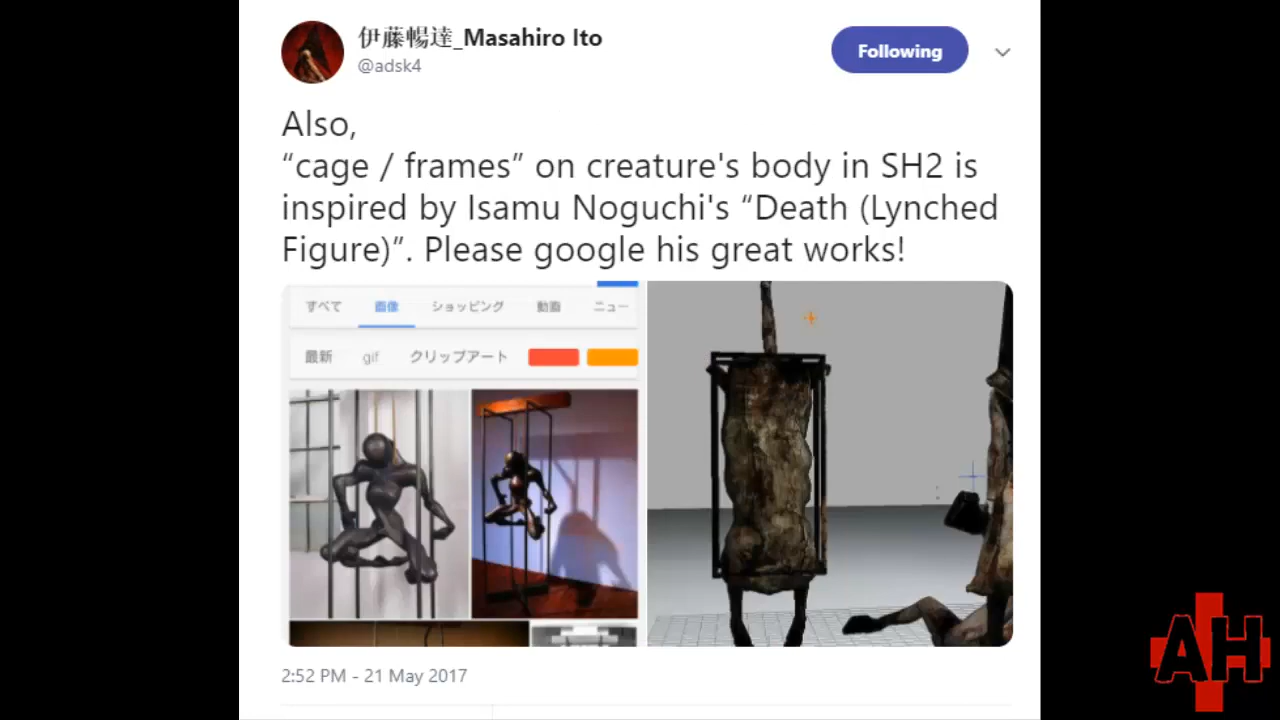 伊藤暢達_Masahiro Ito
@adsk4
Following
Also,
“cage / frames” on creature's body in SH2 is
inspired by Isamu Noguchi's “Death (Lynched
Figure)”. Please google his great works!
すべて 画像 ショッピング 動画 ニュー
最新 gif クリップアート
2:52 PM - 21 May 2017
AH